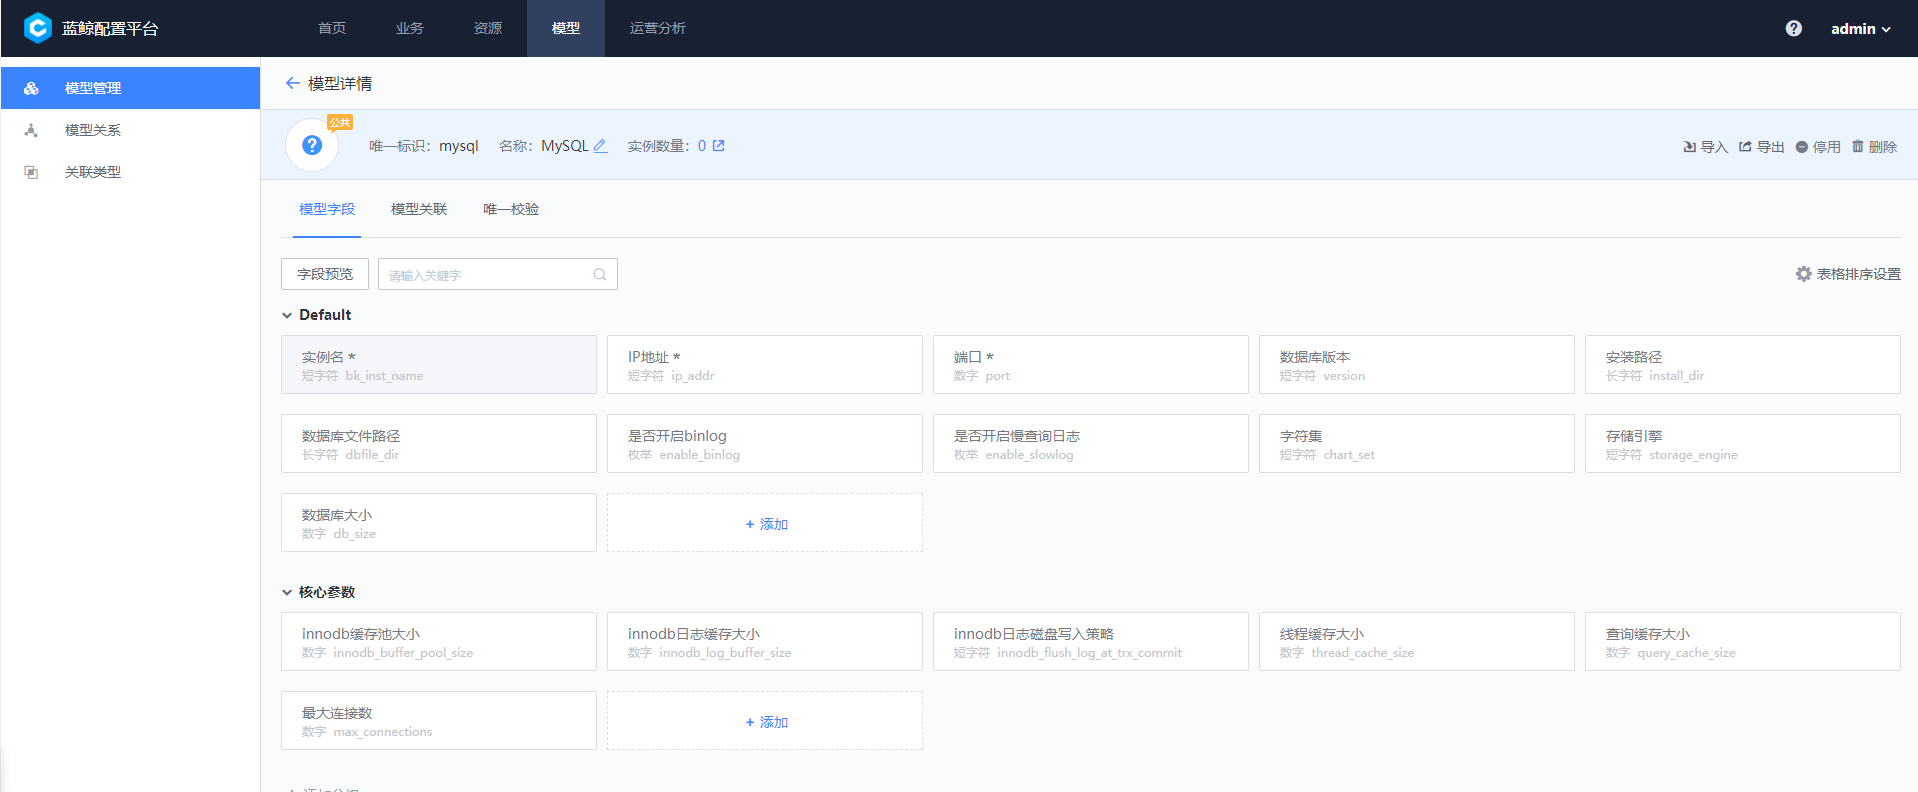 蓝鲸配置平台
首页 业务 资源 模型 运营分析
admin
模型管理
模型关系
关联类型
模型详情
公共
唯一标识: mysql 名称: MySQL 实例数量: 0
导入 导出 停用 删除
模型字段 模型关联 唯一校验
字段预览 请输入关键字 表格排序设置
Default
实例名 *
短字符 bk_inst_name
IP地址 *
短字符 ip_addr
端口 *
数字 port
数据库版本
短字符 version
安装路径
长字符 install_dir
数据库文件路径
长字符 dbfile_dir
是否开启binlog
枚举 enable_binlog
是否开启慢查询日志
枚举 enable_slowlog
字符集
短字符 chart_set
存储引擎
短字符 storage_engine
数据库大小
数字 db_size
+ 添加
核心参数
innodb缓存池大小
数字 innodb_buffer_pool_size
innodb日志缓存大小
数字 innodb_log_buffer_size
innodb日志磁盘写入策略
短字符 innodb_flush_log_at_trx_commit
线程缓存大小
数字 thread_cache_size
查询缓存大小
数字 query_cache_size
最大连接数
数字 max_connections
+ 添加